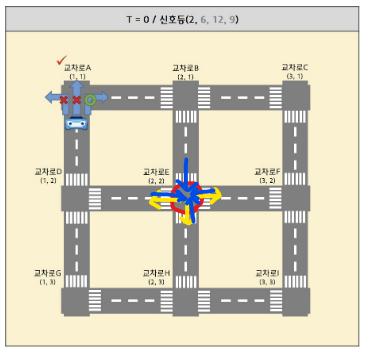 T = 0 / 신호등(2, 6, 12, 9)
교차로A
(1, 1)
교차로B
(2, 1)
교차로C
(3, 1)
교차로D
(1, 2)
교차로E
(2, 2)
교차로F
(3, 2)
교차로G
(1, 3)
교차로H
(2, 3)
교차로I
(3, 3)